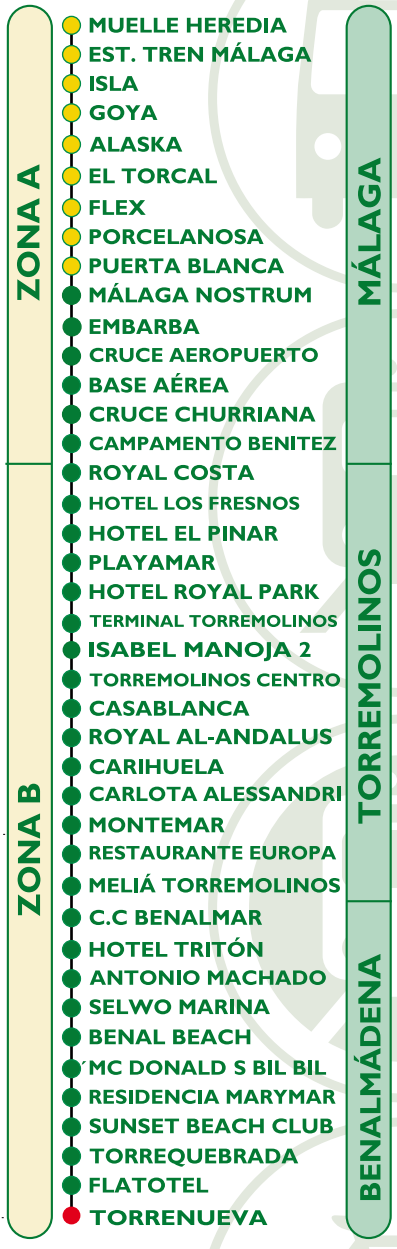 ZONA A
MUELLE HEREDIA
EST. TREN MÁLAGA
ISLA
GOYA
ALASKA
EL TORCAL
FLEX
PORCELANOSA
PUERTA BLANCA
MÁLAGA NOSTRUM
EMBARBA
CRUCE AEROPUERTO
BASE AÉREA
CRUCE CHURRIANA
CAMPAMENTO BENITEZ
MÁLAGA
ZONA B
ROYAL COSTA
HOTEL LOS FRESNOS
HOTEL EL PINAR
PLAYAMAR
HOTEL ROYAL PARK
TERMINAL TORREMOLINOS
ISABEL MANOJA 2
TORREMOLINOS CENTRO
CASABLANCA
ROYAL AL-ANDALUS
CARIHUELA
CARLOTA ALESSANDRI
MONTEMAR
RESTAURANTE EUROPA
MELIÁ TORREMOLINOS
TORREMOLINOS
C.C BENALMAR
HOTEL TRITÓN
ANTONIO MACHADO
SELWO MARINA
BENAL BEACH
´MC DONALD S BIL BIL
RESIDENCIA MARYMAR
SUNSET BEACH CLUB
TORREQUEBRADA
FLATOTEL
TORRENUEVA
BENALMÁDENA